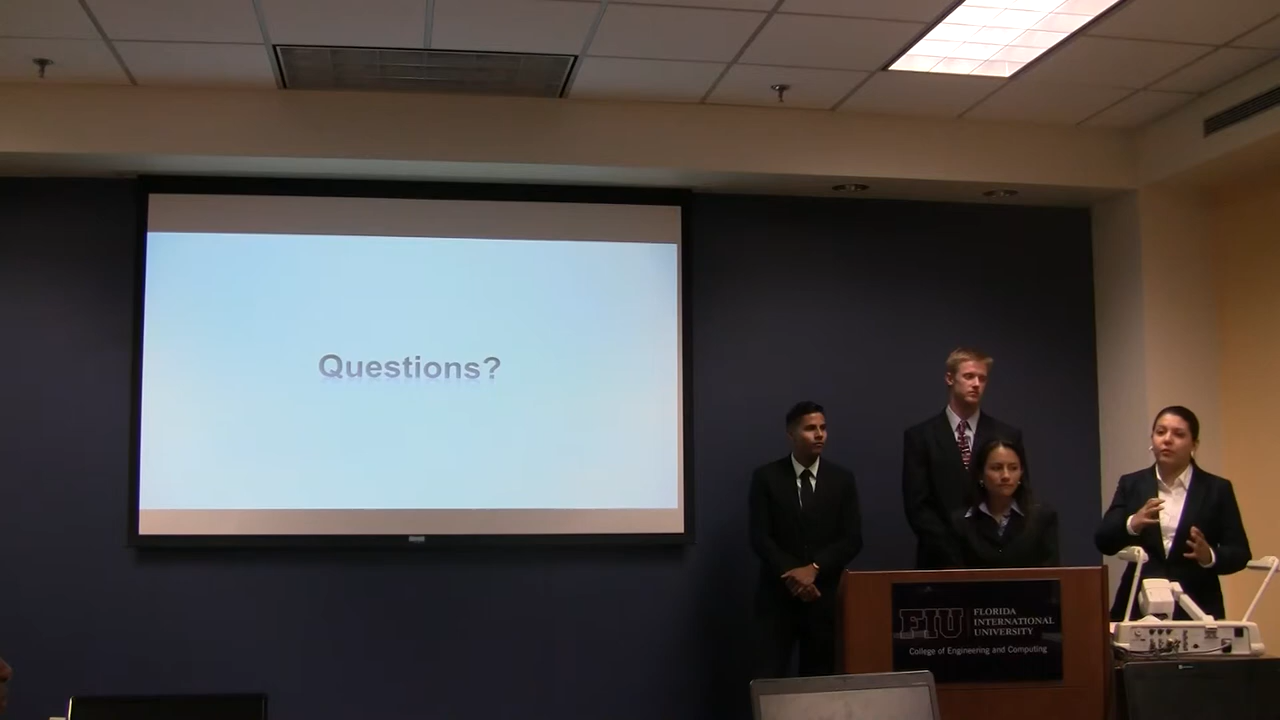 Questions?
FIU
FLORIDA
INTERNATIONAL
UNIVERSITY
College of Engineering and Computing